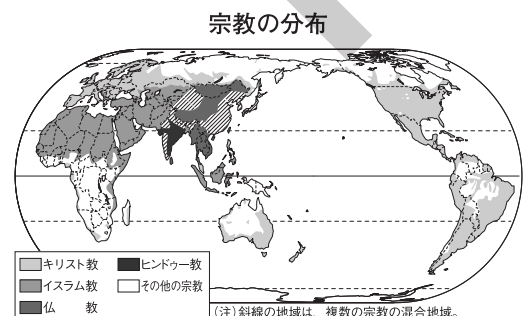 宗教の分布
キリスト教
イスラム教
仏　　教
ヒンドゥー教
その他の宗教
(注)斜線の地域は、複数の宗教の混合地域。